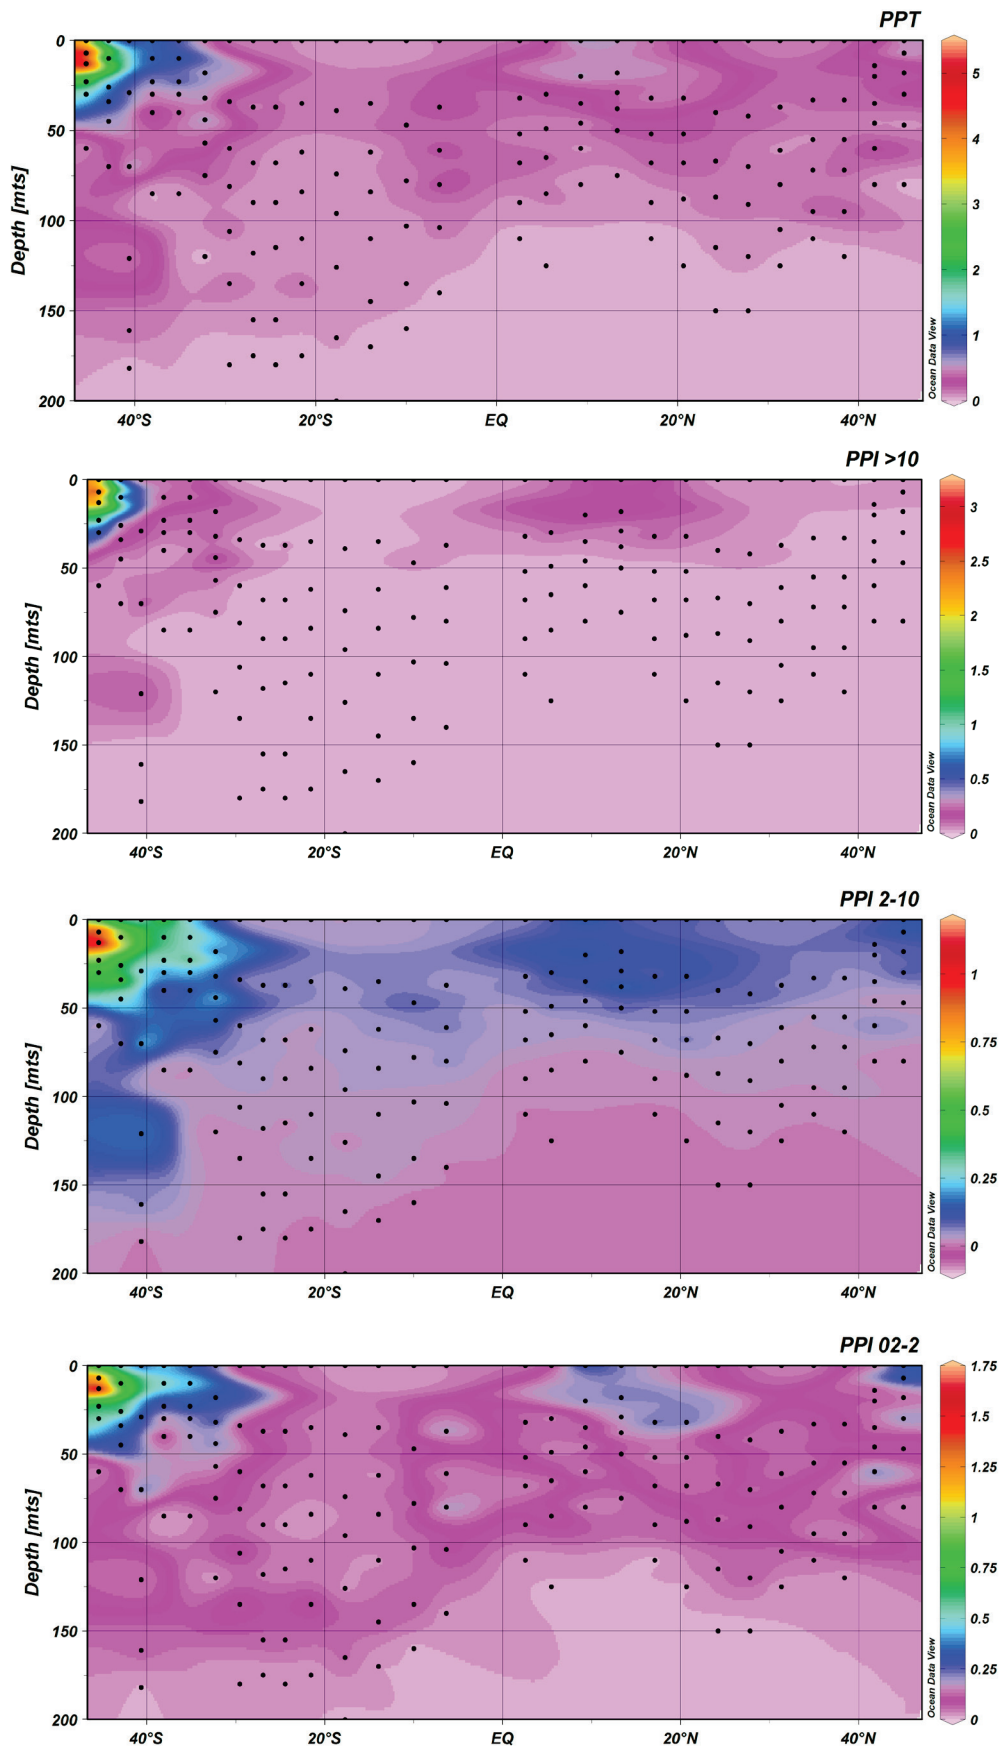 PPT
0
50
100
150
200
Depth [mts]
40°S
20°S
EQ
20°N
40°N
Ocean Data View
5
4
3
2
1
0
PPI >10
0
50
100
150
200
Depth [mts]
40°S
20°S
EQ
20°N
40°N
Ocean Data View
3
2.5
2
1.5
1
0.5
0
PPI 2-10
0
50
100
150
200
Depth [mts]
40°S
20°S
EQ
20°N
40°N
Ocean Data View
1
0.75
0.5
0.25
0
PPI 02-2
0
50
100
150
200
Depth [mts]
40°S
20°S
EQ
20°N
40°N
Ocean Data View
1.75
1.5
1.25
1
0.75
0.5
0.25
0